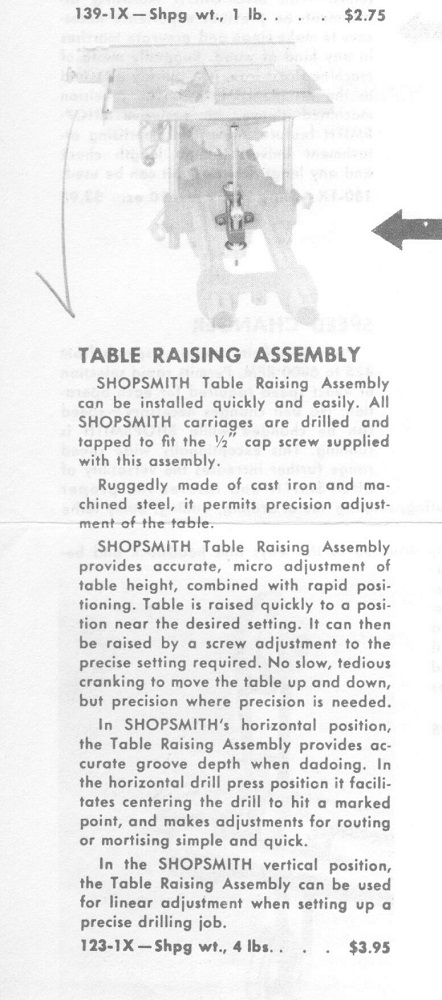 139-1X — Shpg wt., 1 lb. . . . $2.75
TABLE RAISING ASSEMBLY
SHOPSMITH Table Raising Assembly
can be installed quickly and easily. All
SHOPSMITH carriages are drilled and
tapped to fit the ½" cap screw supplied
with this assembly.
Ruggedly made of cast iron and ma-
chined steel, it permits precision adjust-
ment of the table.
SHOPSMITH Table Raising Assembly
provides accurate, micro adjustment of
table height, combined with rapid posi-
tioning. Table is raised quickly to a posi-
tion near the desired setting. It can then
be raised by a screw adjustment to the
precise setting required. No slow, tedious
cranking to move the table up and down,
but precision where precision is needed.
In SHOPSMITH's horizontal position,
the Table Raising Assembly provides ac-
curate groove depth when dadoing. In
the horizontal drill press position it facili-
tates centering the drill to hit a marked
point, and makes adjustments for routing
or mortising simple and quick.
In the SHOPSMITH vertical position,
the Table Raising Assembly can be used
for linear adjustment when setting up a
precise drilling job.
123-1X — Shpg wt., 4 lbs. . . . $3.95